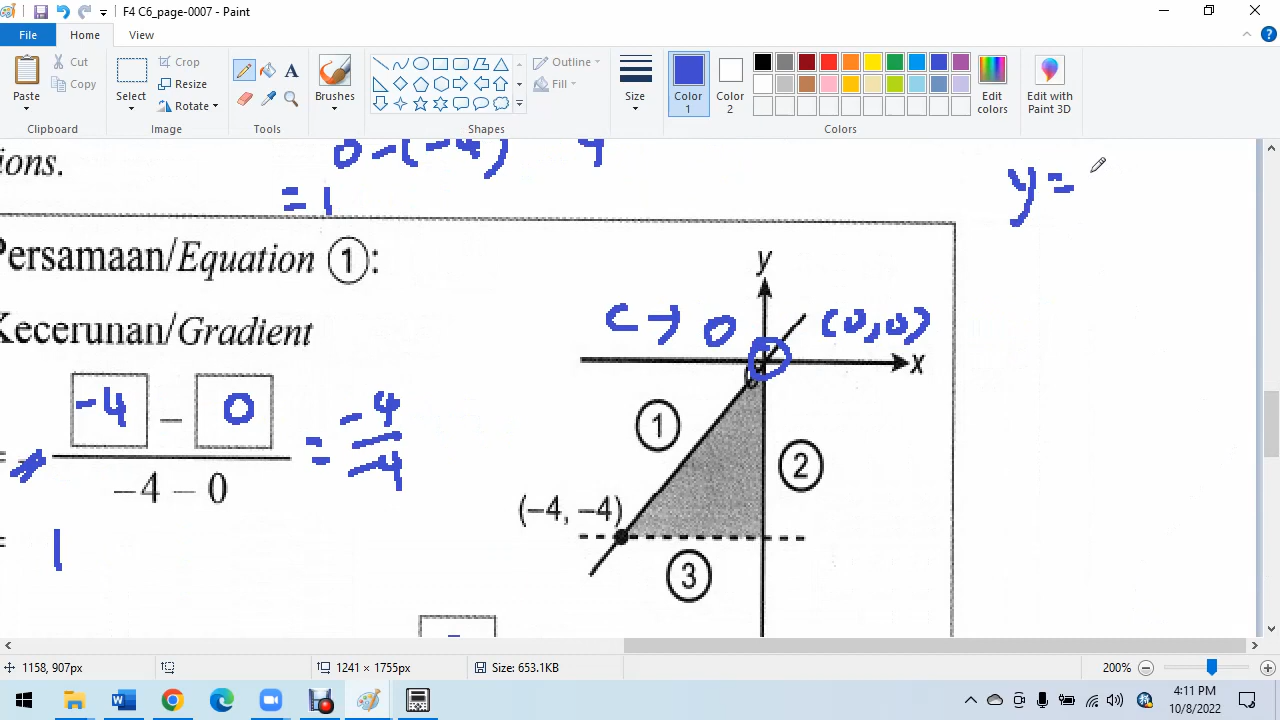 F4 C6_page-0007 - Paint
File Home View
Paste Cut Copy
Select Crop Resize Rotate
Brushes
Outline Fill
Size
Color 1
Color 2
Edit colors
Edit with Paint 3D
Clipboard Image Tools Shapes Colors
ions.
0 - (-4) 4
= 1
y =
Persamaan/Equation ①:
Kecerunan/Gradient
-4 - 0
-4 - 0
= -4
-4
= 1
y
( ) 0 (0,0)
x
①
②
(-4, -4)
③
1158, 907px
1241 × 1755px
Size: 653.1KB
200%
4:11 PM
10/8/2022